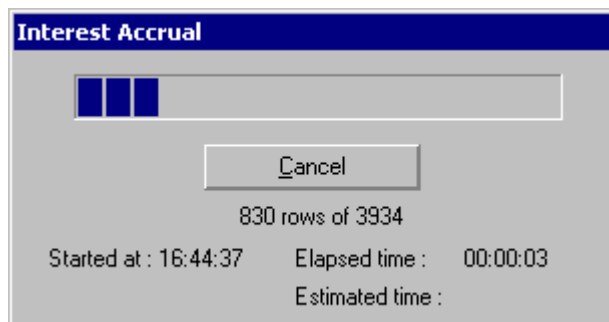 Interest Accrual
Cancel
830 rows of 3934
Started at : 16:44:37 Elapsed time : 00:00:03
Estimated time :